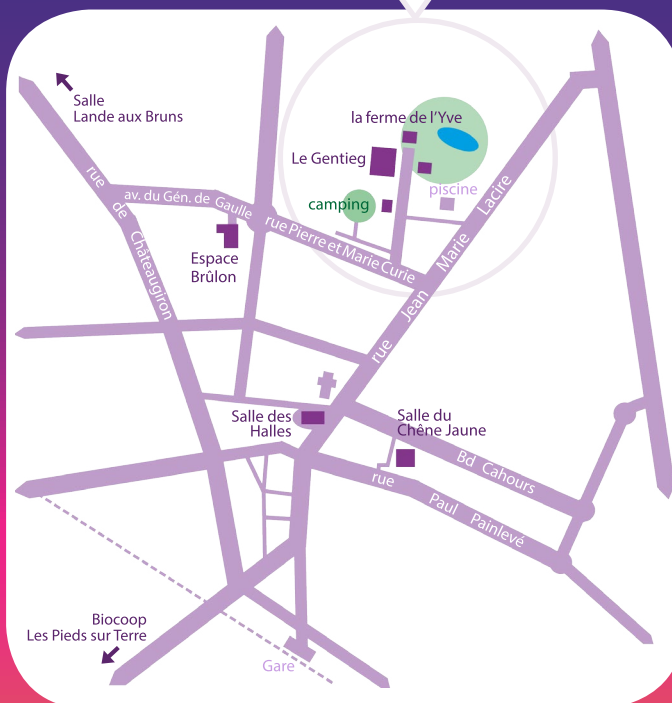 Salle
Lande aux Bruns
la ferme de l'Yve
Le Gentieg
piscine
camping
rue de Châteaugiron
av. du Gén. de Gaulle
rue Pierre et Marie Curie
rue Jean Marie Lacire
Espace
Brûlon
Salle des
Halles
Salle du
Chêne Jaune
Bd Cahours
rue Paul Painlevé
Biocoop
Les Pieds sur Terre
Gare